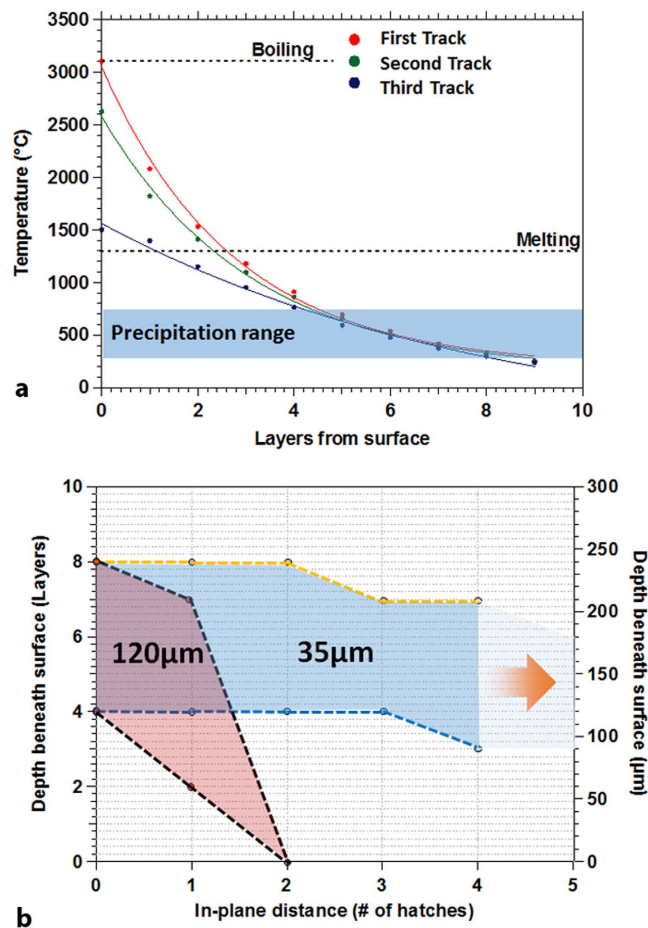 3500
3000
2500
2000
1500
1000
500
0
Temperature (°C)
Boiling
First Track
Second Track
Third Track
Melting
Precipitation range
0 2 4 6 8 10
Layers from surface
a
10
8
6
4
2
0
Depth beneath surface (Layers)
120µm
35µm
300
250
200
150
100
50
0
Depth beneath surface (µm)
0 1 2 3 4 5
In-plane distance (# of hatches)
b